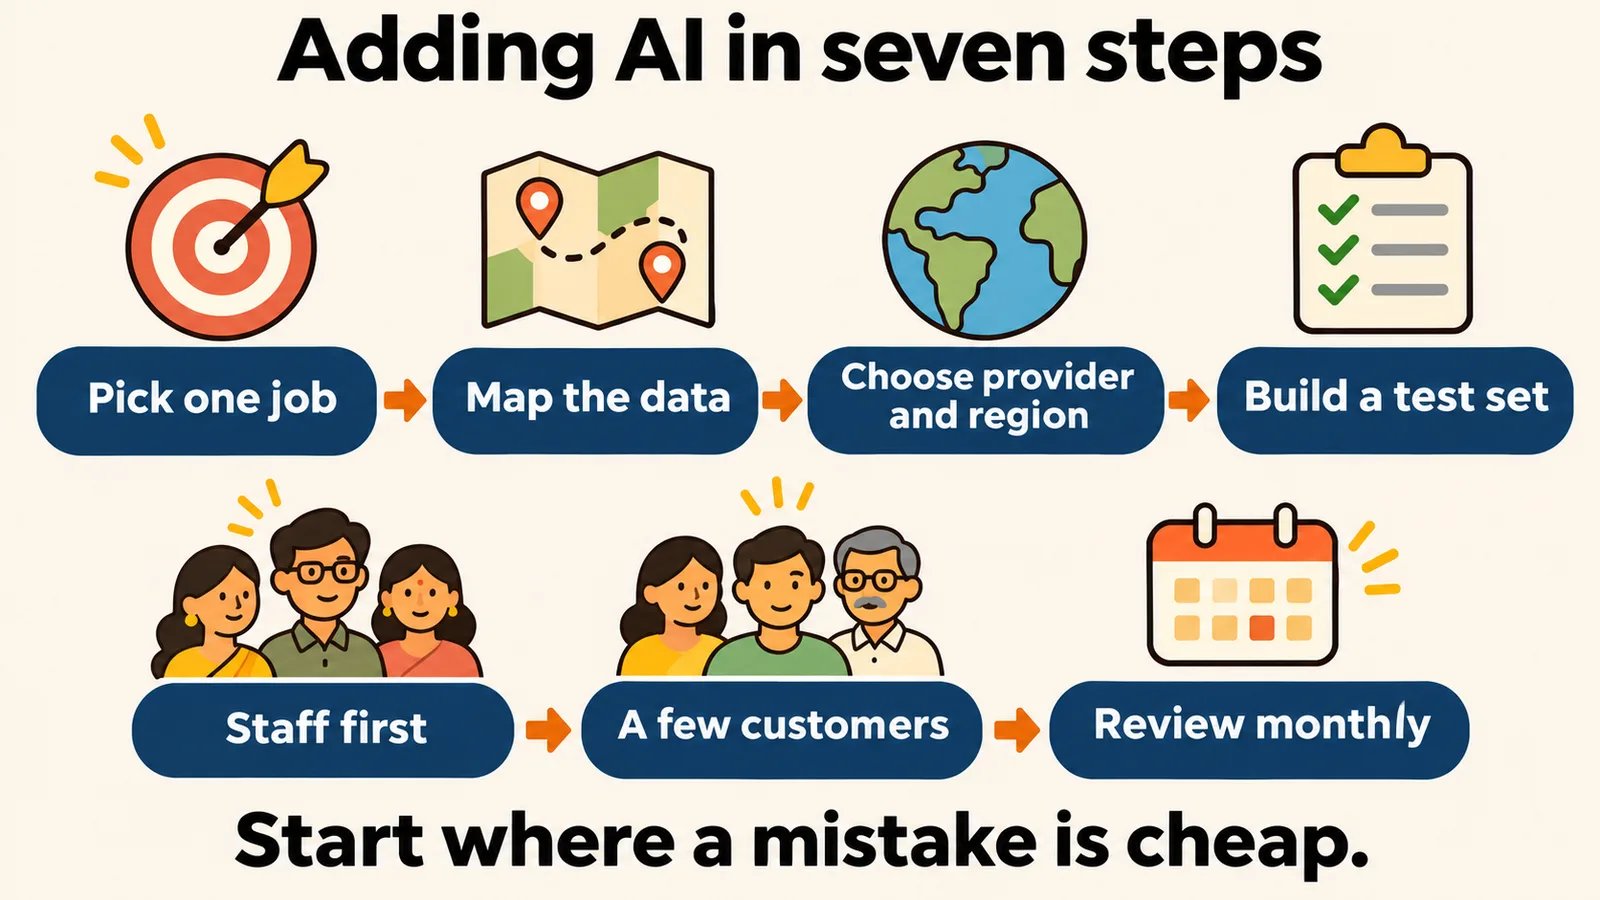 Adding AI in seven steps
Pick one job
Map the data
Choose provider
and region
Build a test set
Staff first
A few customers
Review monthly
Start where a mistake is cheap.